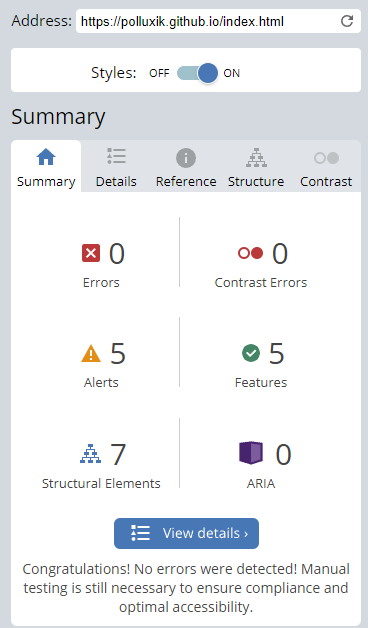 Address: https://polluxik.github.io/index.html
Styles: OFF ON
Summary
Summary Details Reference Structure Contrast
0 0
Errors Contrast Errors
5 5
Alerts Features
7 0
Structural Elements ARIA
View details ›
Congratulations! No errors were detected! Manual
testing is still necessary to ensure compliance and
optimal accessibility.